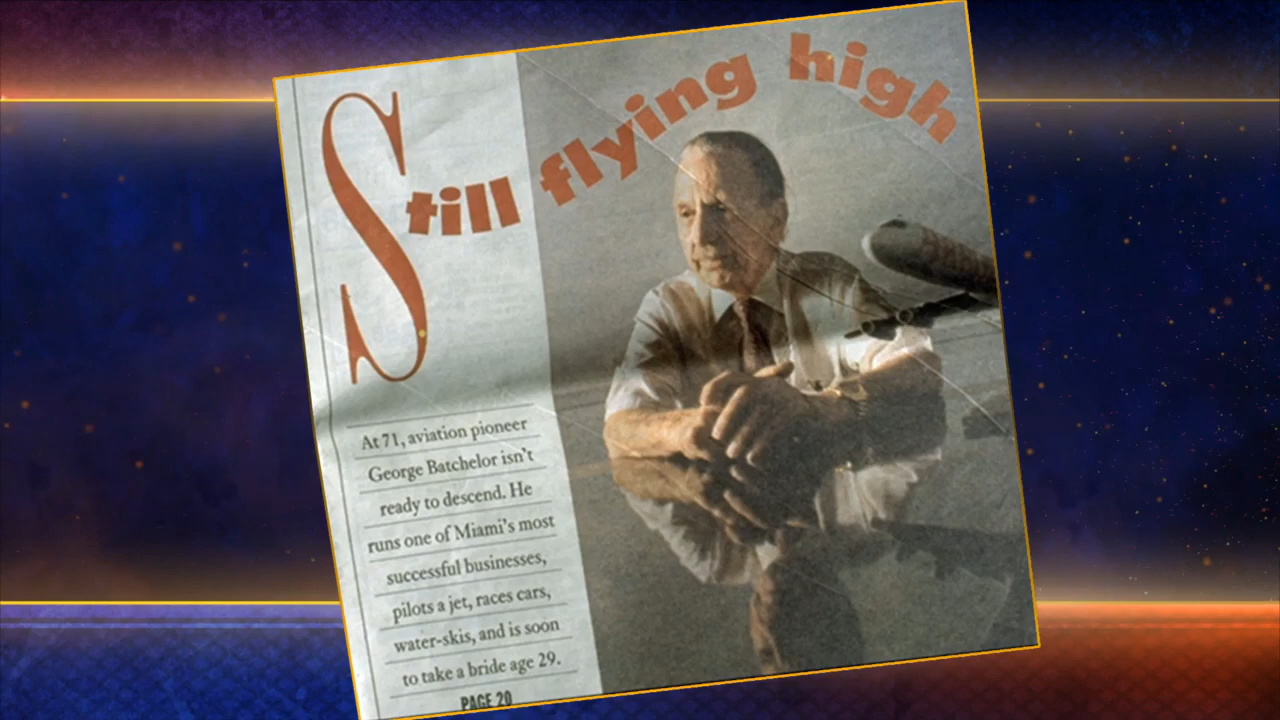 Still flying high
At 71, aviation pioneer
George Batchelor isn't
ready to descend. He
runs one of Miami's most
successful businesses,
pilots a jet, races cars,
water-skis, and is soon
to take a bride age 29.
PAGE 20